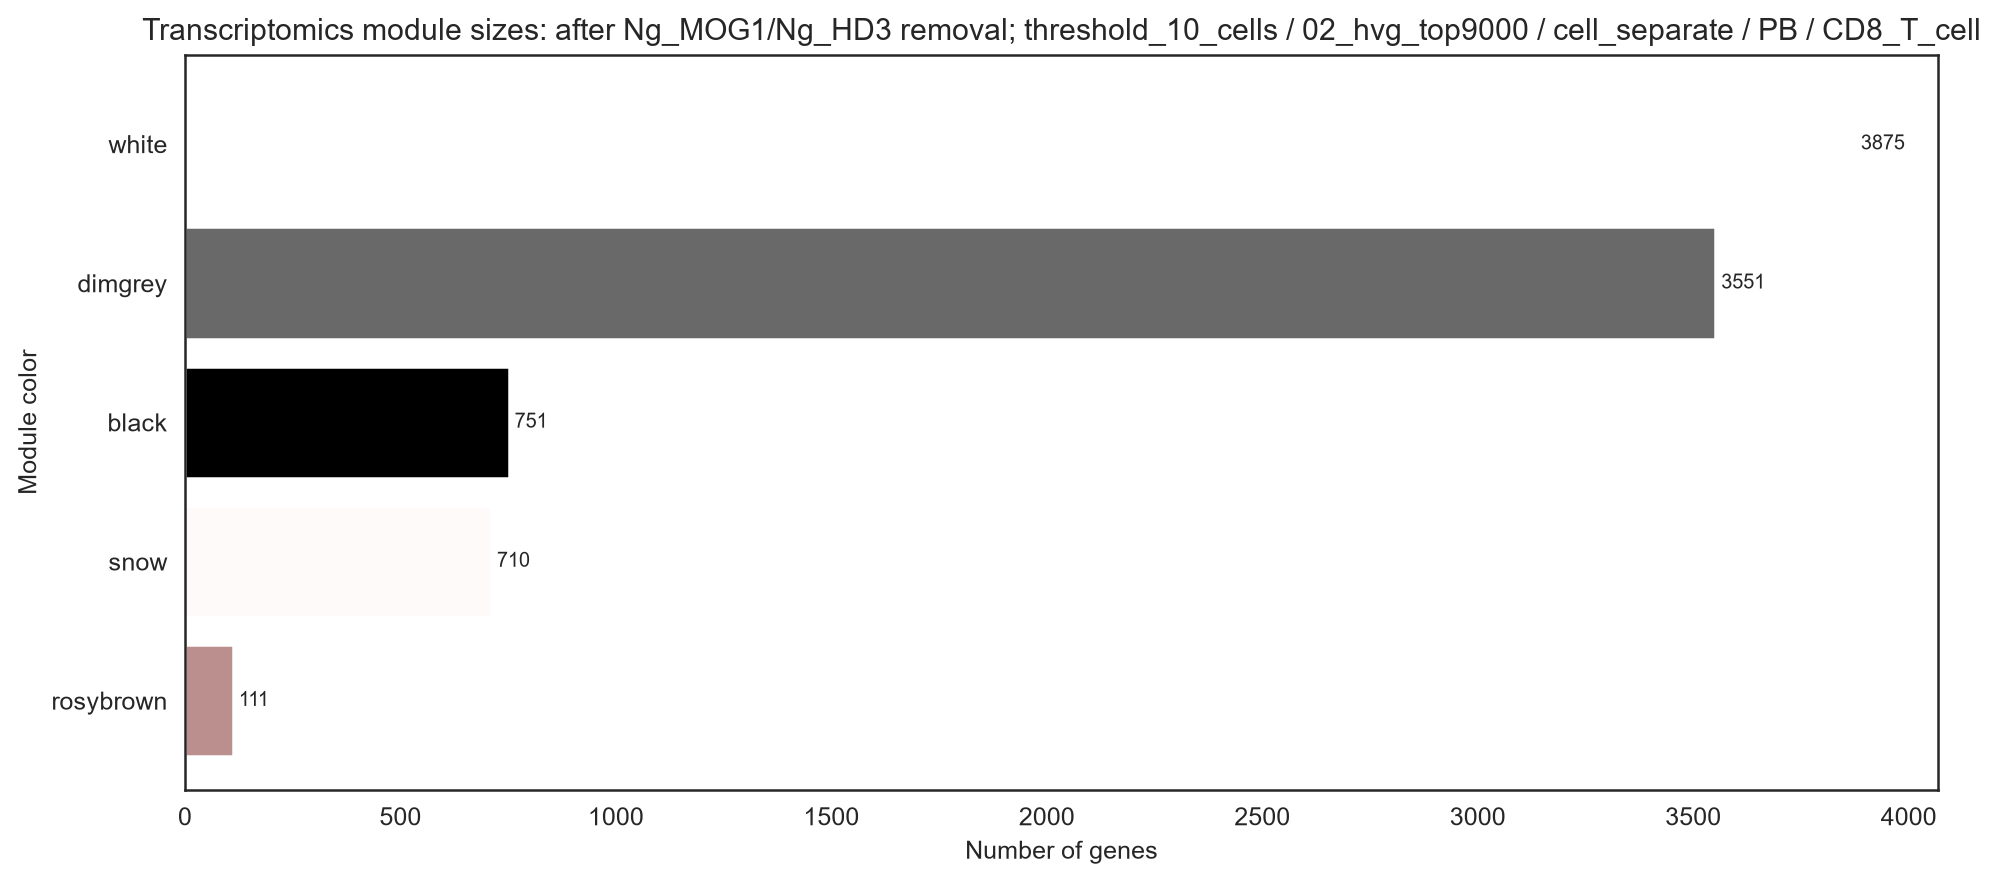 Transcriptomics module sizes: after Ng_MOG1/Ng_HD3 removal; threshold_10_cells / 02_hvg_top9000 / cell_separate / PB / CD8_T_cell
white
3875
dimgrey
3551
black
751
snow
710
rosybrown
111
Module color
0 500 1000 1500 2000 2500 3000 3500 4000
Number of genes